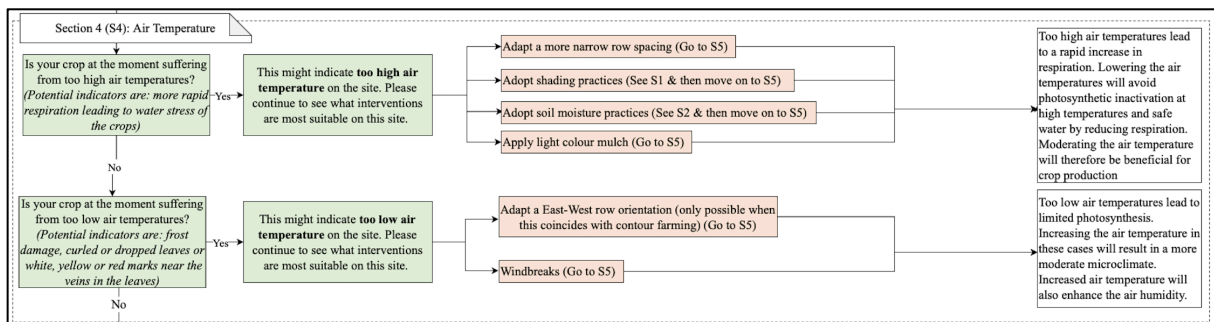 Section 4 (S4): Air Temperature
Is your crop at the moment suffering
from too high air temperatures?
(Potential indicators are: more rapid
respiration leading to water stress of
the crops)
Yes
This might indicate too high air
temperature on the site. Please
continue to see what interventions
are most suitable on this site.
Adapt a more narrow row spacing (Go to S5)
Adopt shading practices (See S1 & then move on to S5)
Adopt soil moisture practices (See S2 & then move on to S5)
Apply light colour mulch (Go to S5)
Too high air temperatures lead
to a rapid increase in
respiration. Lowering the air
temperatures will avoid
photosynthetic inactivation at
high temperatures and safe
water by reducing respiration.
Moderating the air temperature
will therefore be beneficial for
crop production
No
Is your crop at the moment suffering
from too low air temperatures?
(Potential indicators are: frost
damage, curled or dropped leaves or
white, yellow or red marks near the
veins in the leaves)
Yes
This might indicate too low air
temperature on the site. Please
continue to see what interventions
are most suitable on this site.
Adapt a East-West row orientation (only possible when
this coincides with contour farming) (Go to S5)
Windbreaks (Go to S5)
Too low air temperatures lead to
limited photosynthesis.
Increasing the air temperature in
these cases will result in a more
moderate microclimate.
Increased air temperature will
also enhance the air humidity.
No